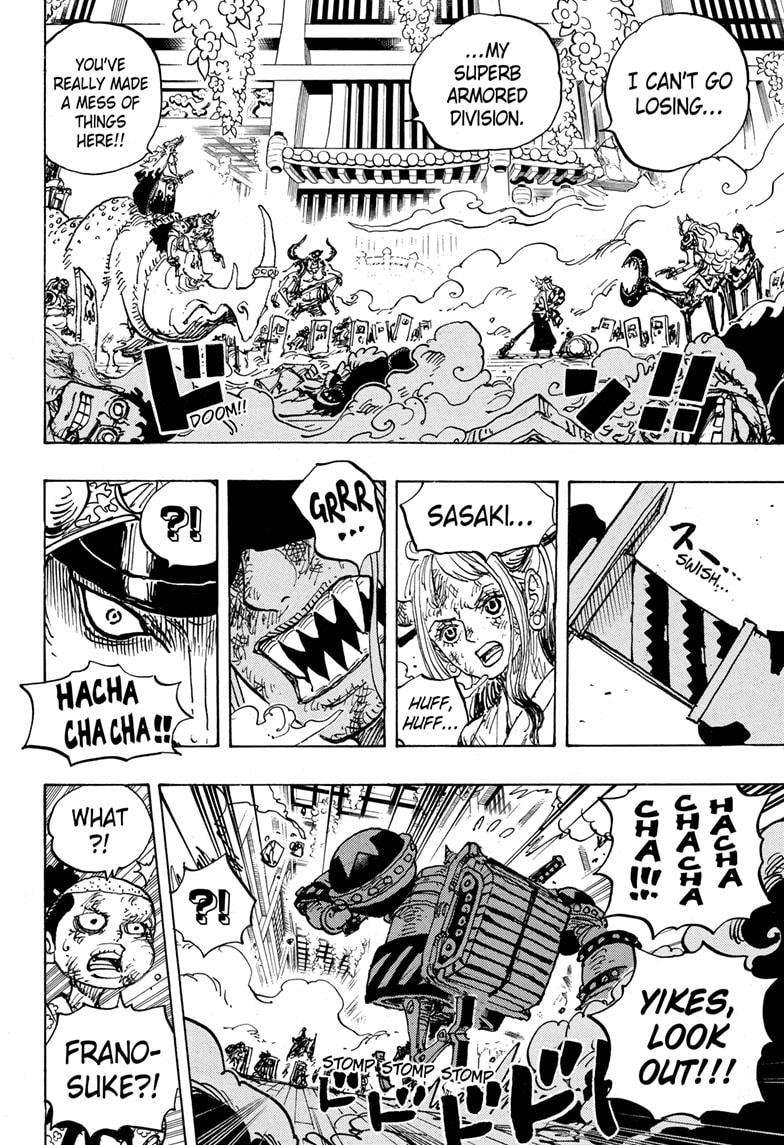 I CAN'T GO
LOSING...
...MY
SUPERB
ARMORED
DIVISION.
YOU'VE
REALLY MADE
A MESS OF
THINGS
HERE!!
ドン!!
DOOM!!
スー...
SWISH...
SASAKI...
HUFF,
HUFF...
GRRR
...
?!
HACHA
CHACHA!!
HACHA
CHACHA
CHA!!!
YIKES,
LOOK
OUT!!!
?!
STOMP STOMP STOMP
ドドドド
WHAT
?!
FRANO-
SUKE?!